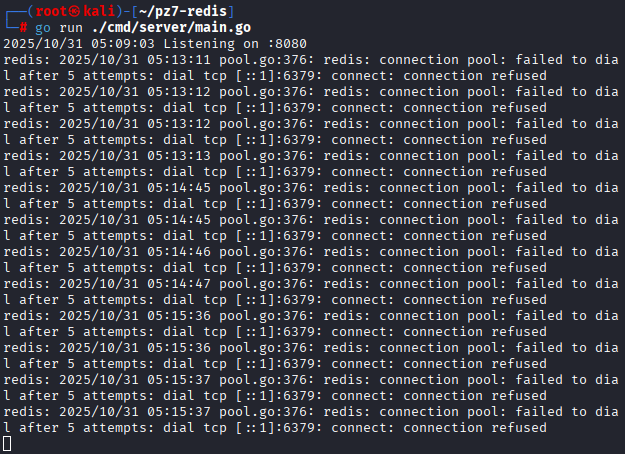 ┌──(root㉿kali)-[~/pz7-redis]
└─# go run ./cmd/server/main.go
2025/10/31 05:09:03 Listening on :8080
redis: 2025/10/31 05:13:11 pool.go:376: redis: connection pool: failed to dia
l after 5 attempts: dial tcp [::1]:6379: connect: connection refused
redis: 2025/10/31 05:13:12 pool.go:376: redis: connection pool: failed to dia
l after 5 attempts: dial tcp [::1]:6379: connect: connection refused
redis: 2025/10/31 05:13:12 pool.go:376: redis: connection pool: failed to dia
l after 5 attempts: dial tcp [::1]:6379: connect: connection refused
redis: 2025/10/31 05:13:13 pool.go:376: redis: connection pool: failed to dia
l after 5 attempts: dial tcp [::1]:6379: connect: connection refused
redis: 2025/10/31 05:14:45 pool.go:376: redis: connection pool: failed to dia
l after 5 attempts: dial tcp [::1]:6379: connect: connection refused
redis: 2025/10/31 05:14:45 pool.go:376: redis: connection pool: failed to dia
l after 5 attempts: dial tcp [::1]:6379: connect: connection refused
redis: 2025/10/31 05:14:46 pool.go:376: redis: connection pool: failed to dia
l after 5 attempts: dial tcp [::1]:6379: connect: connection refused
redis: 2025/10/31 05:14:47 pool.go:376: redis: connection pool: failed to dia
l after 5 attempts: dial tcp [::1]:6379: connect: connection refused
redis: 2025/10/31 05:15:36 pool.go:376: redis: connection pool: failed to dia
l after 5 attempts: dial tcp [::1]:6379: connect: connection refused
redis: 2025/10/31 05:15:36 pool.go:376: redis: connection pool: failed to dia
l after 5 attempts: dial tcp [::1]:6379: connect: connection refused
redis: 2025/10/31 05:15:37 pool.go:376: redis: connection pool: failed to dia
l after 5 attempts: dial tcp [::1]:6379: connect: connection refused
redis: 2025/10/31 05:15:37 pool.go:376: redis: connection pool: failed to dia
l after 5 attempts: dial tcp [::1]:6379: connect: connection refused